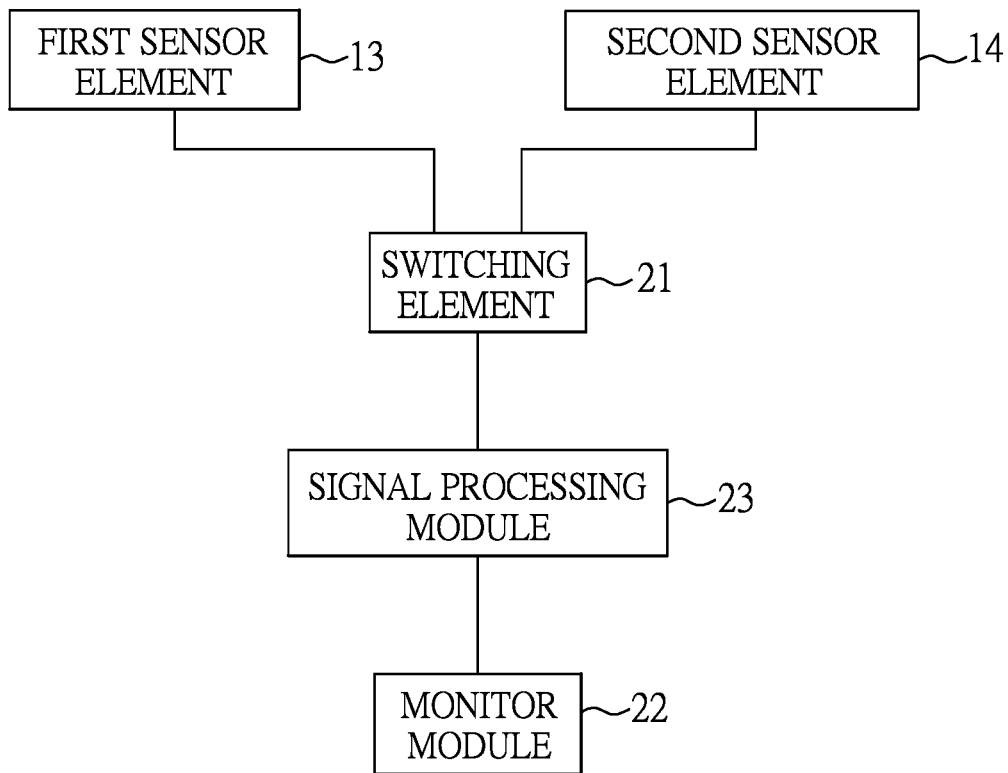 FIRST SENSOR
ELEMENT
13
SECOND SENSOR
ELEMENT
14
SWITCHING
ELEMENT
21
SIGNAL PROCESSING
MODULE
23
MONITOR
MODULE
22